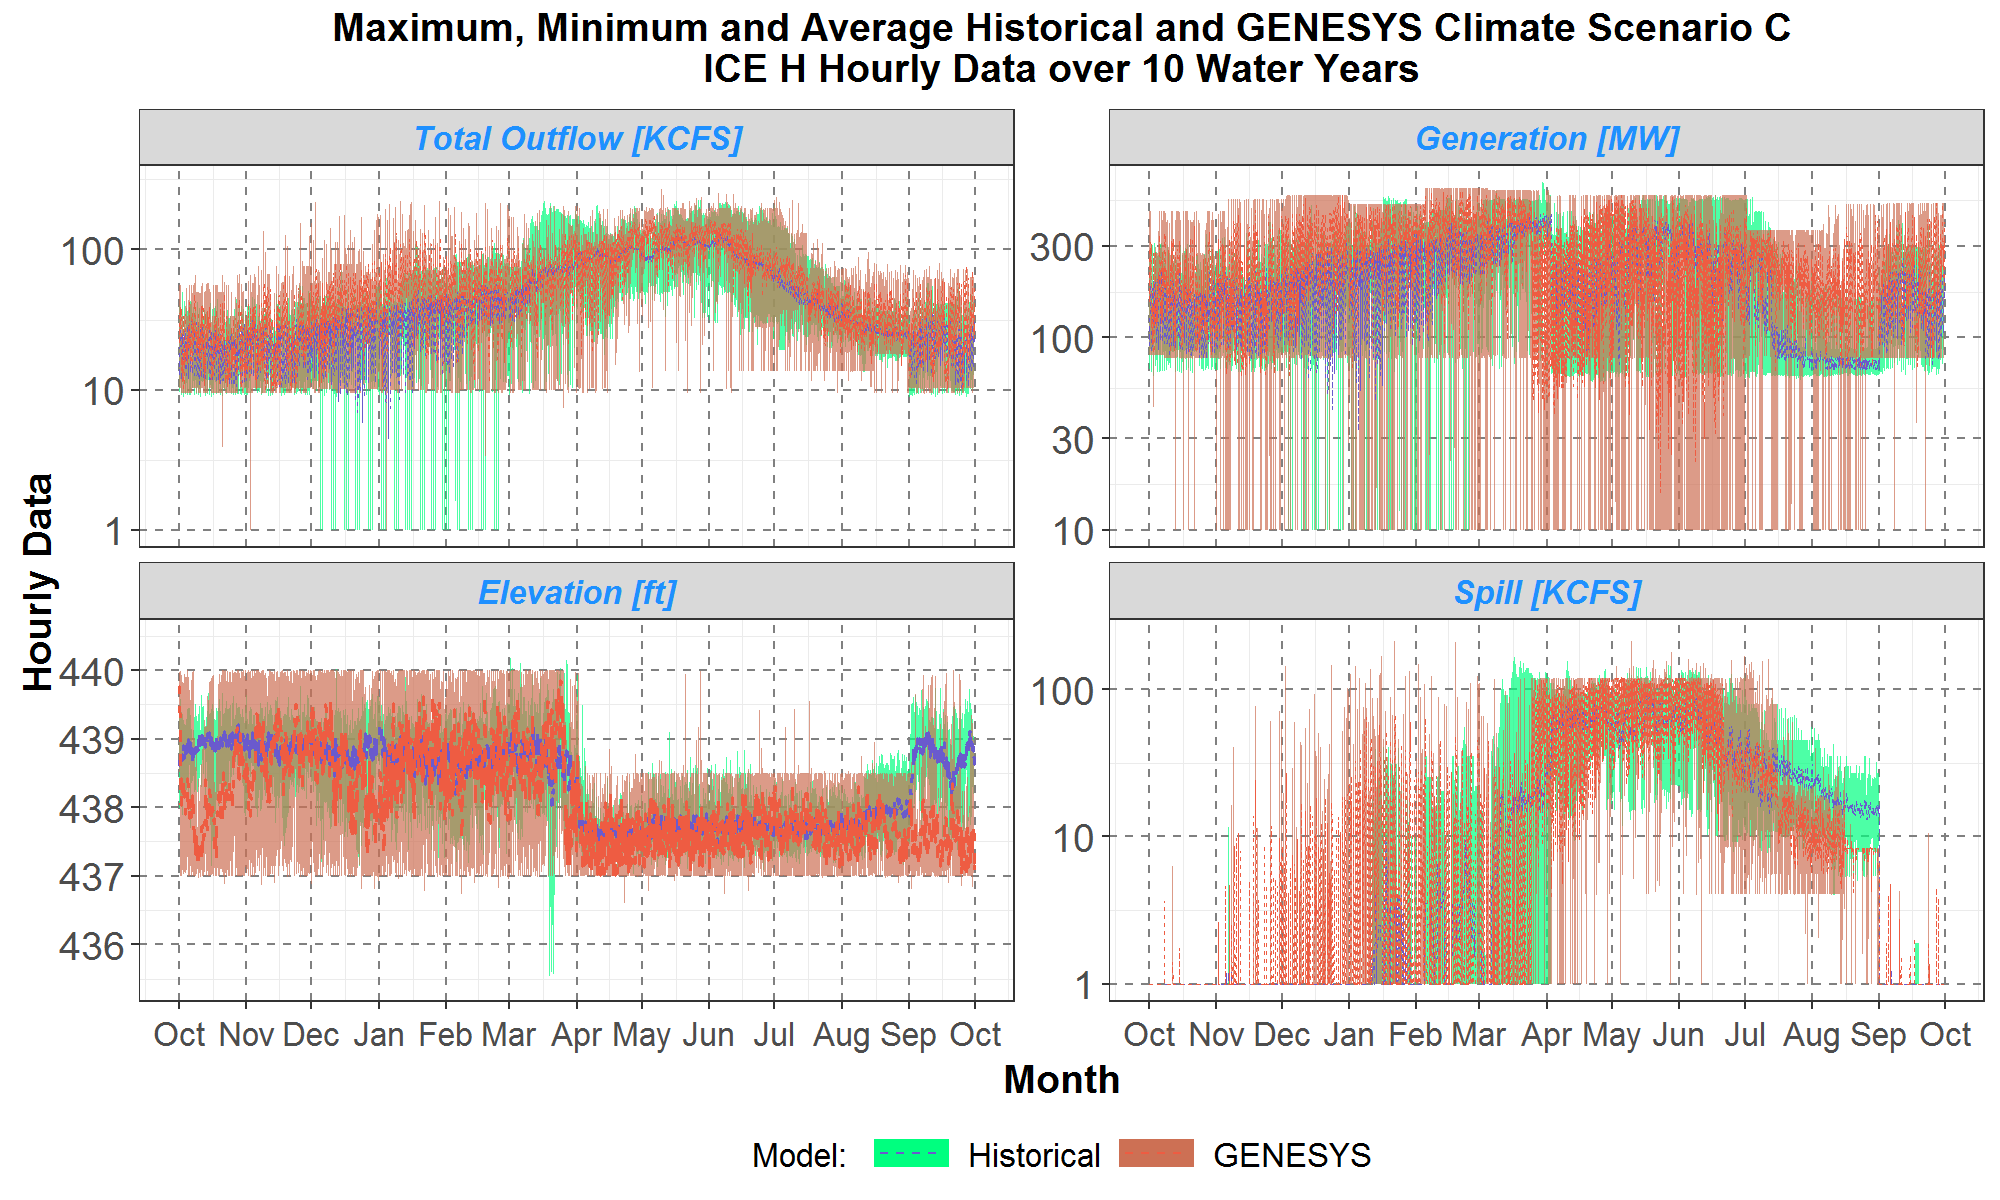 Maximum, Minimum and Average Historical and GENESYS Climate Scenario C
ICE H Hourly Data over 10 Water Years
Total Outflow [KCFS]
Generation [MW]
100
10
1
300
100
30
10
Hourly Data
Elevation [ft]
Spill [KCFS]
440
439
438
437
436
100
10
1
Oct Nov Dec Jan Feb Mar Apr May Jun Jul Aug Sep Oct
Oct Nov Dec Jan Feb Mar Apr May Jun Jul Aug Sep Oct
Month
Model: Historical GENESYS